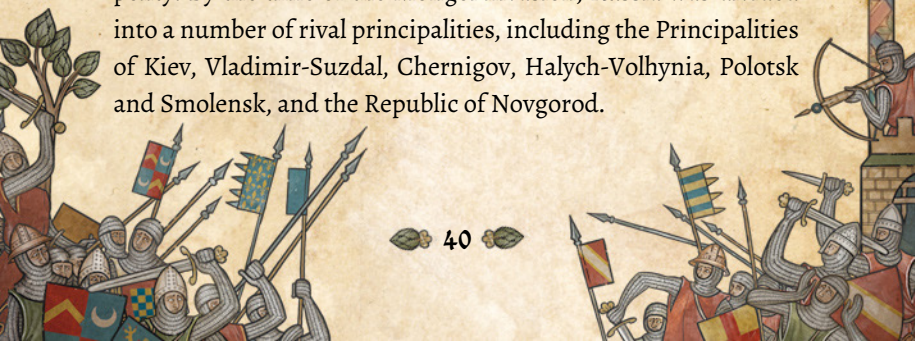 into a number of rival principalities, including the Principalities
of Kiev, Vladimir-Suzdal, Chernigov, Halych-Volhynia, Polotsk
and Smolensk, and the Republic of Novgorod.
40